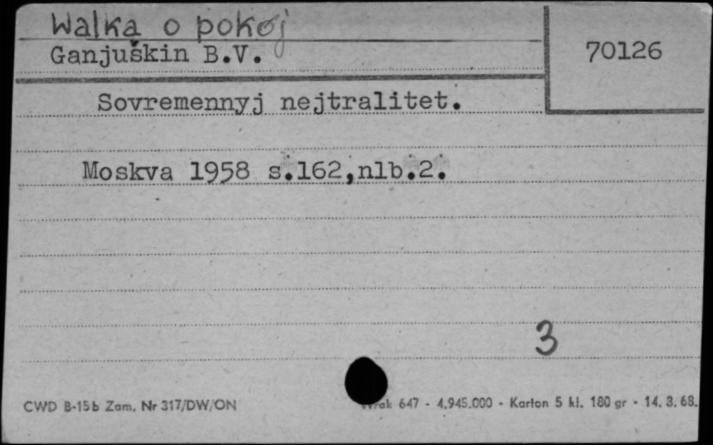 Walka o pokój
Ganjuškin B.V.
70126
Sovremennyj nejtralitet.
Moskva 1958 s.162,nlb.2.
3
CWD B-15b Zam. Nr 317/DW/ON
647 - 4.945.000 - Karton 5 kl. 180 gr - 14. 3. 68.